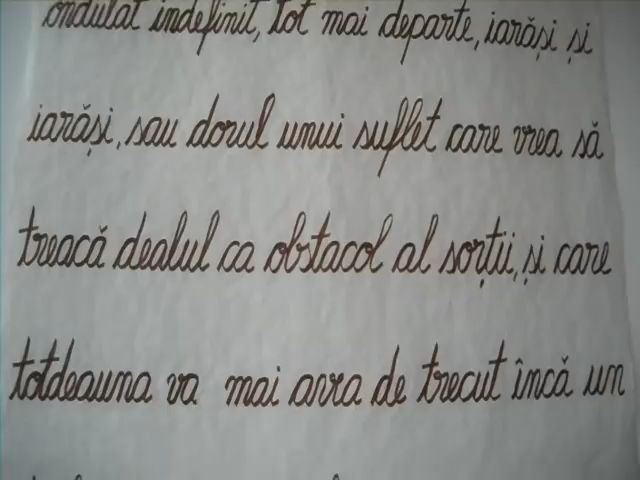 ondulat indefinit, tot mai departe, iarăși și
iarăși, sau dorul unui suflet care vrea să
treacă dealul ca obstacol al sorții, și care
totdeauna va mai avea de trecut încă un